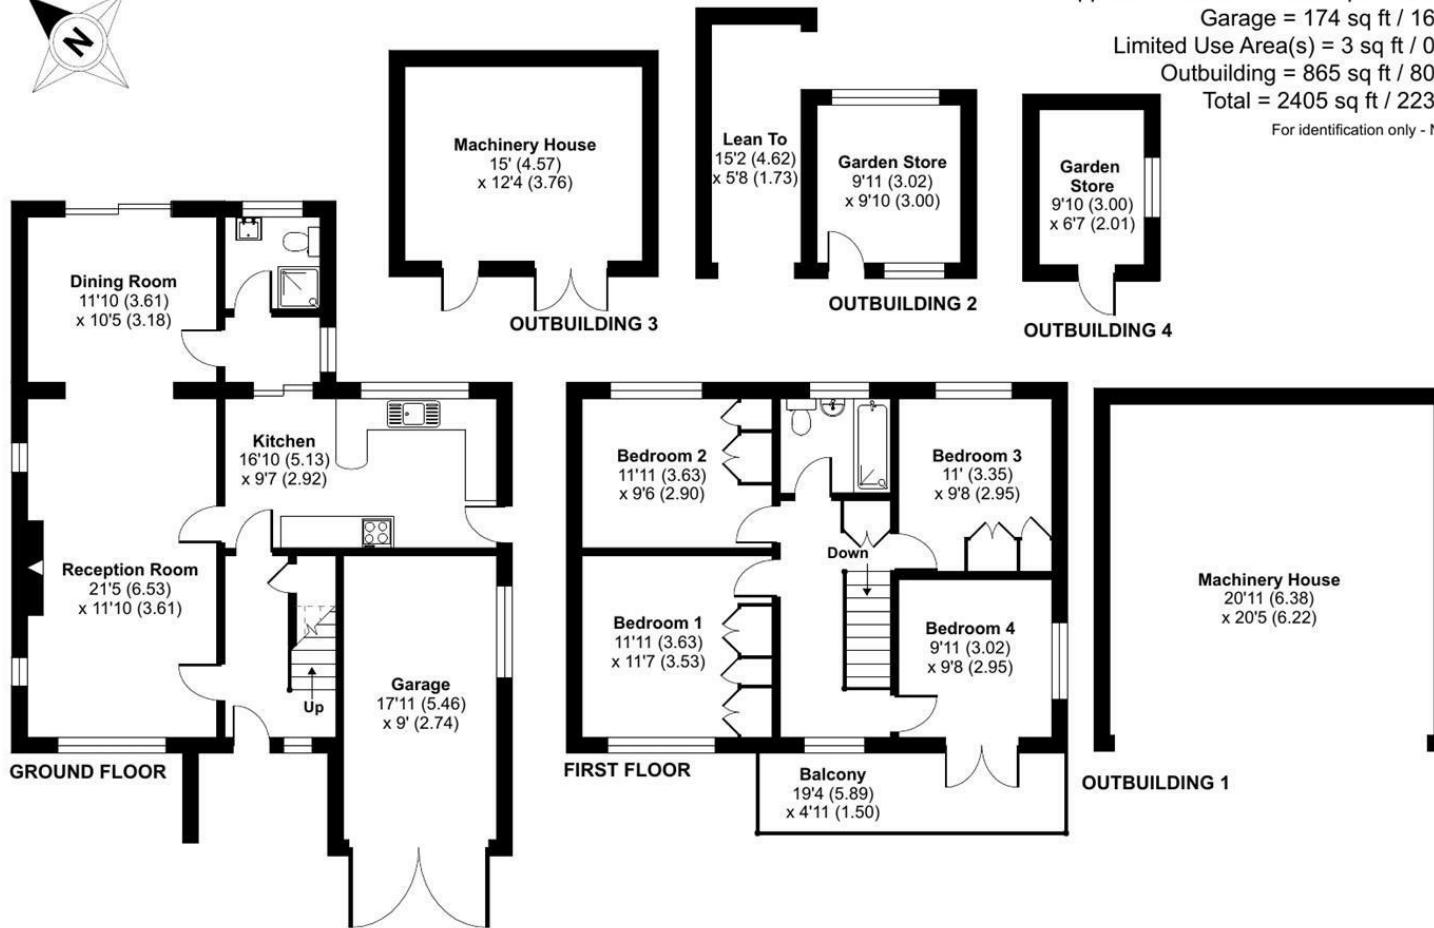 N
Garage = 174 sq ft / 16
Limited Use Area(s) = 3 sq ft / 0
Outbuilding = 865 sq ft / 80
Total = 2405 sq ft / 223
For identification only - N
Machinery House
15' (4.57)
x 12'4 (3.76)
OUTBUILDING 3
Lean To
15'2 (4.62)
x 5'8 (1.73)
Garden Store
9'11 (3.02)
x 9'10 (3.00)
OUTBUILDING 2
Garden
Store
9'10 (3.00)
x 6'7 (2.01)
OUTBUILDING 4
Dining Room
11'10 (3.61)
x 10'5 (3.18)
Kitchen
16'10 (5.13)
x 9'7 (2.92)
Reception Room
21'5 (6.53)
x 11'10 (3.61)
Up
Garage
17'11 (5.46)
x 9' (2.74)
GROUND FLOOR
Bedroom 2
11'11 (3.63)
x 9'6 (2.90)
Bedroom 3
11' (3.35)
x 9'8 (2.95)
Down
Bedroom 1
11'11 (3.63)
x 11'7 (3.53)
Bedroom 4
9'11 (3.02)
x 9'8 (2.95)
FIRST FLOOR
Balcony
19'4 (5.89)
x 4'11 (1.50)
Machinery House
20'11 (6.38)
x 20'5 (6.22)
OUTBUILDING 1